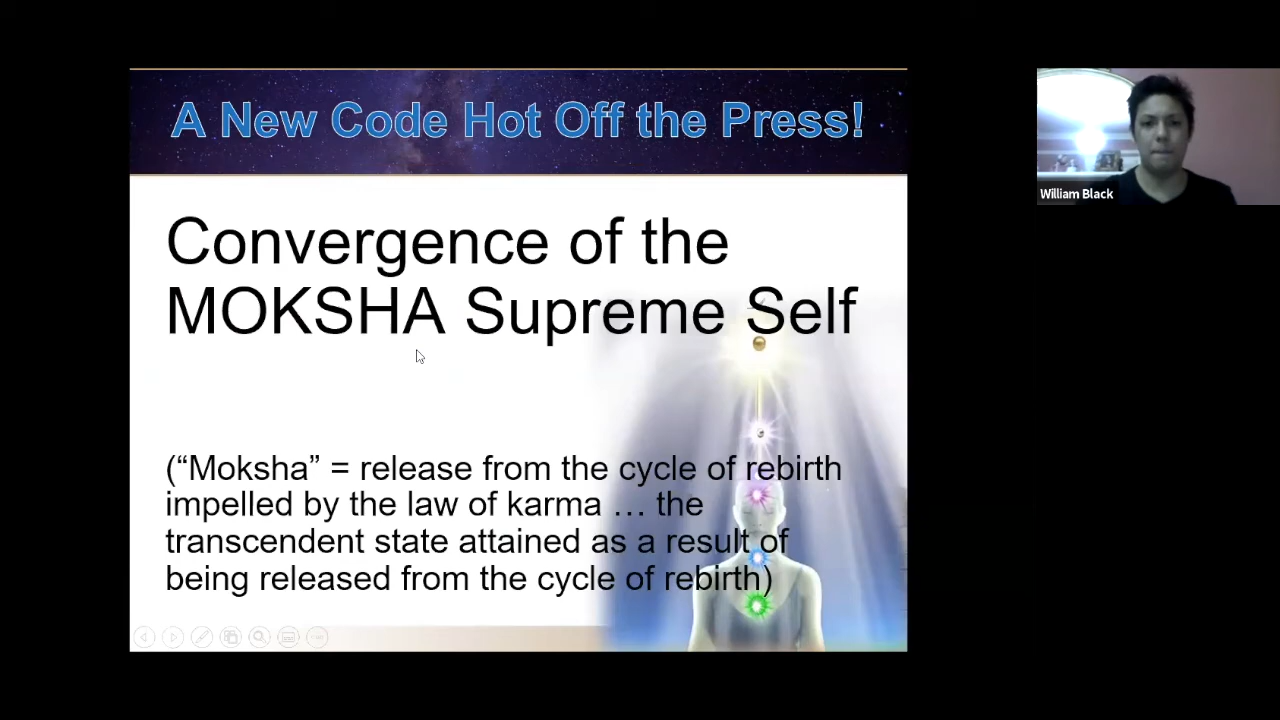 A New Code Hot Off the Press!
Convergence of the
MOKSHA Supreme Self
(“Moksha” = release from the cycle of rebirth
impelled by the law of karma … the
transcendent state attained as a result of
being released from the cycle of rebirth)
William Black